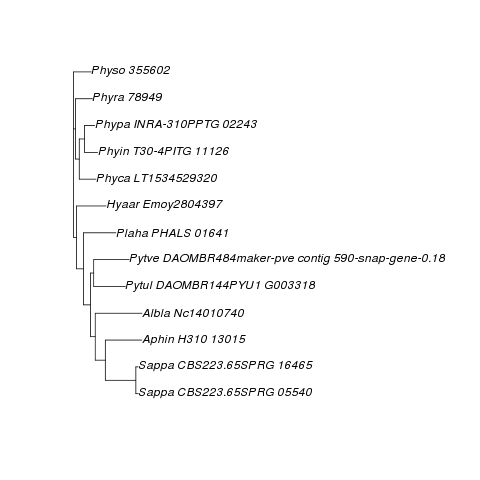 Physo 355602
Phyra 78949
Phypa INRA-310PPTG 02243
Phyin T30-4PITG 11126
Phyca LT1534529320
Hyaar Emoy2804397
Plaha PHALS 01641
Pytve DAOMBR484maker-pve contig 590-snap-gene-0.18
Pytul DAOMBR144PYU1 G003318
Albla Nc14010740
Aphin H310 13015
Sappa CBS223.65SPRG 16465
Sappa CBS223.65SPRG 05540